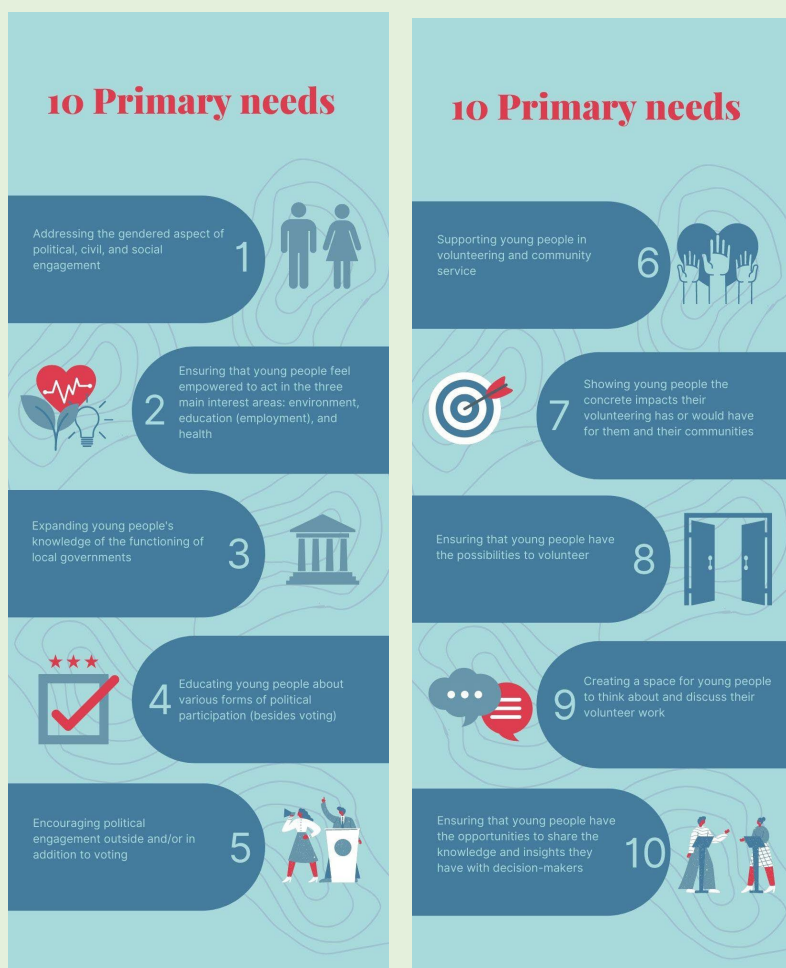 10 Primary needs
Addressing the gendered aspect of
political, civil, and social
engagement
1
2
Ensuring that young people feel
empowered to act in the three
main interest areas: environment,
education (employment), and
health
Expanding young people's
knowledge of the functioning of
local governments
3
4
Educating young people about
various forms of political
participation (besides voting)
Encouraging political
engagement outside and/or in
addition to voting
5
10 Primary needs
Supporting young people in
volunteering and community
service
6
7
Showing young people the
concrete impacts their
volunteering has or would have
for them and their communities
Ensuring that young people have
the possibilities to volunteer
8
9
Creating a space for young people
to think about and discuss their
volunteer work
Ensuring that young people have
the opportunities to share the
knowledge and insights they
have with decision-makers
10